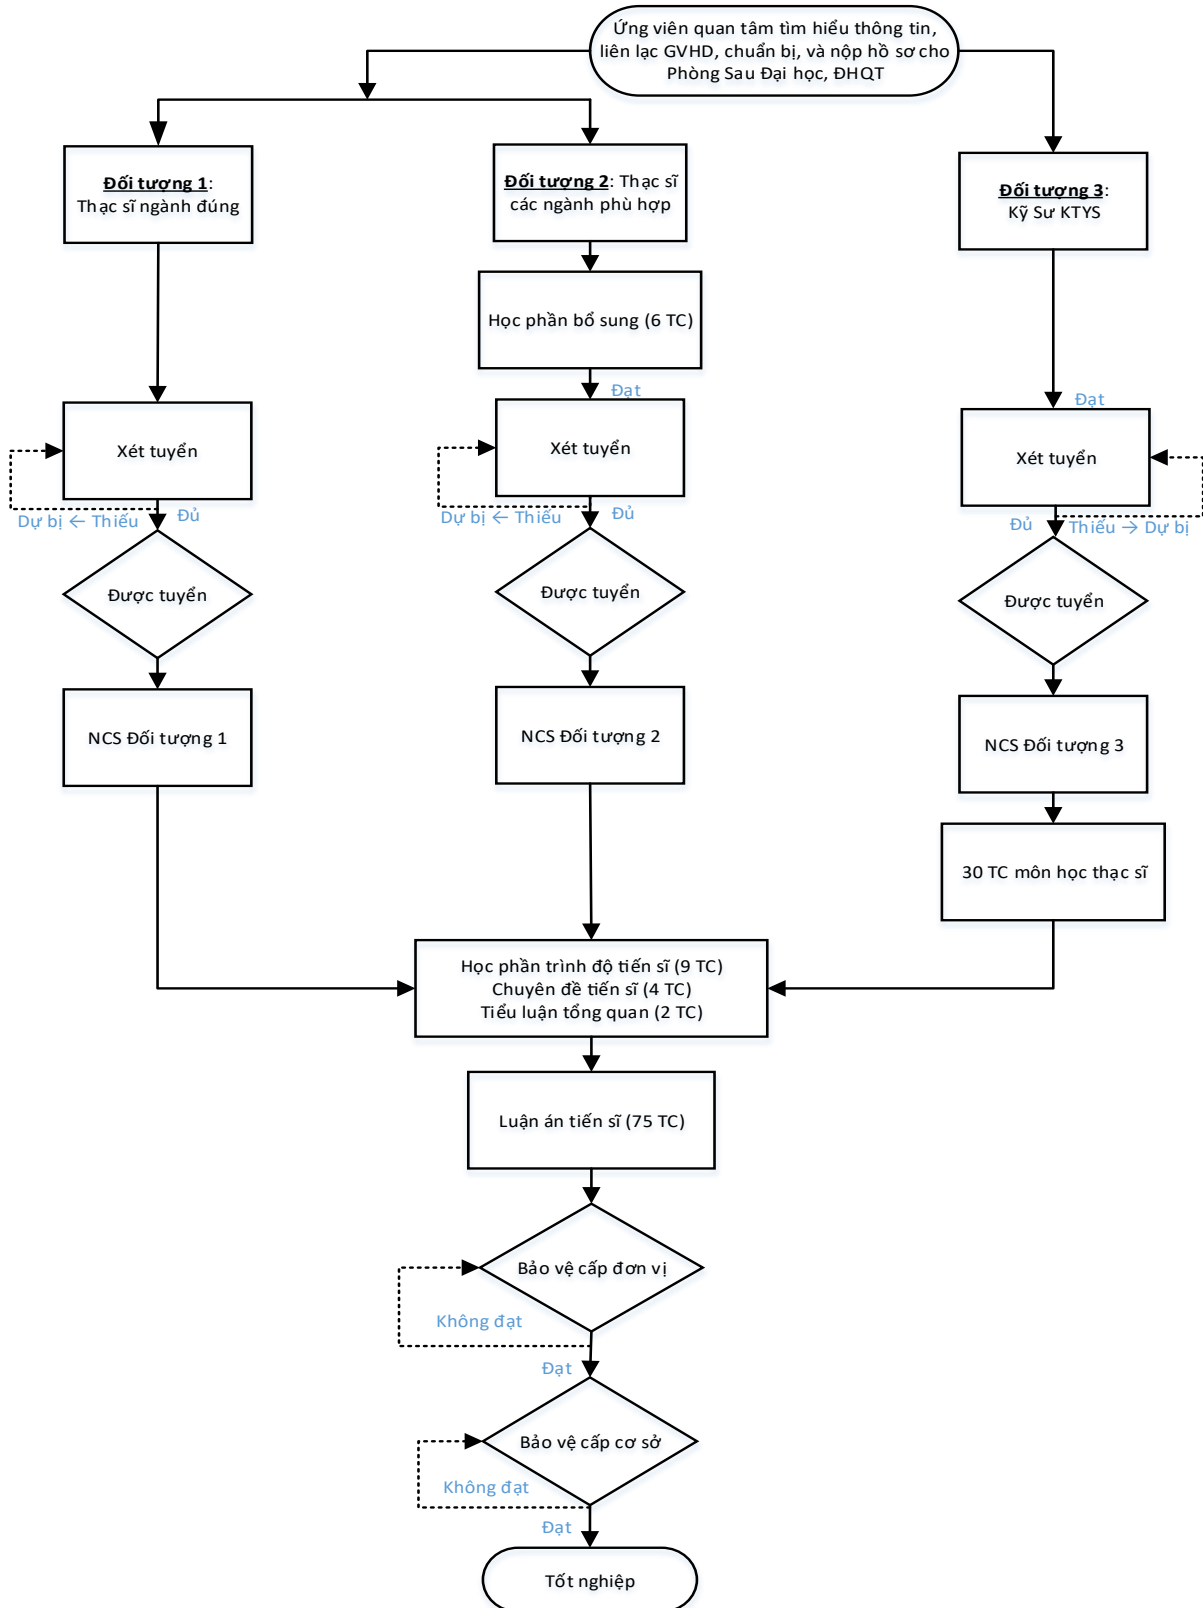 Ứng viên quan tâm tìm hiểu thông tin,
liên lạc GVHD, chuẩn bị, và nộp hồ sơ cho
Phòng Sau Đại học, ĐHQT
Đối tượng 1:
Thạc sĩ ngành đúng
Đối tượng 2: Thạc sĩ
các ngành phù hợp
Đối tượng 3:
Kỹ Sư KTYS
Học phần bổ sung (6 TC)
Đạt
Đạt
Xét tuyển
Xét tuyển
Xét tuyển
Dự bị ← Thiếu
Đủ
Dự bị ← Thiếu
Đủ
Đủ
Thiếu → Dự bị
Được tuyển
Được tuyển
Được tuyển
NCS Đối tượng 1
NCS Đối tượng 2
NCS Đối tượng 3
30 TC môn học thạc sĩ
Học phần trình độ tiến sĩ (9 TC)
Chuyên đề tiến sĩ (4 TC)
Tiểu luận tổng quan (2 TC)
Luận án tiến sĩ (75 TC)
Bảo vệ cấp đơn vị
Không đạt
Đạt
Bảo vệ cấp cơ sở
Không đạt
Đạt
Tốt nghiệp